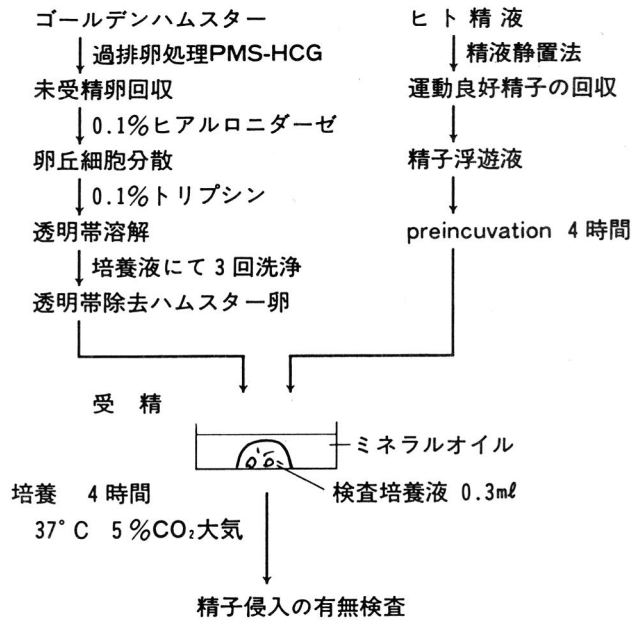 ゴールデンハムスター
過排卵処理PMS-HCG
未受精卵回収
0.1%ヒアルロニダーゼ
卵丘細胞分散
0.1%トリプシン
透明帯溶解
培養液にて3回洗浄
透明帯除去ハムスター卵
ヒト精液
精液静置法
運動良好精子の回収
精子浮遊液
preincuvation 4時間
受精
ミネラルオイル
検査培養液 0.3mℓ
培養 4時間
37°C 5%CO₂大気
精子侵入の有無検査